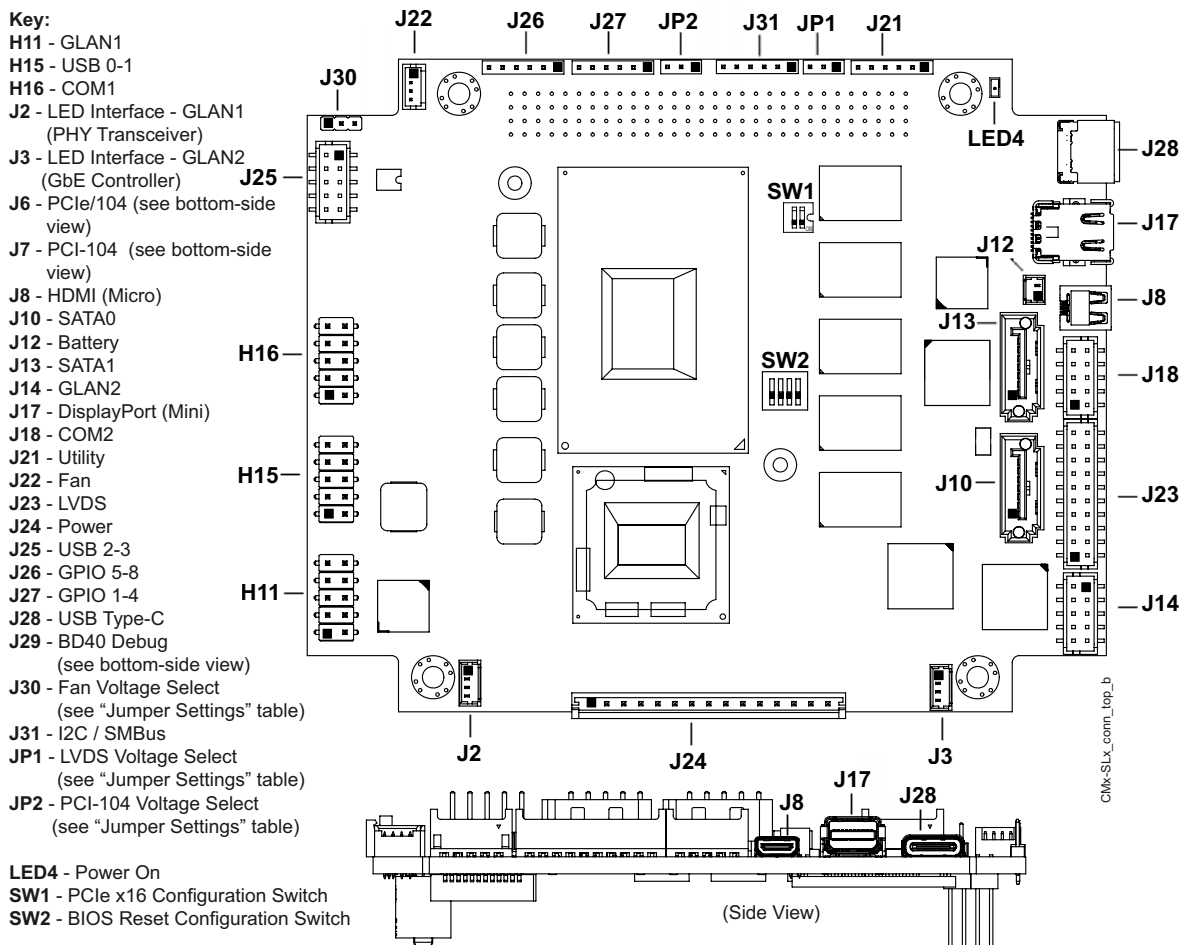 Key:
H11 - GLAN1
H15 - USB 0-1
H16 - COM1
J2 - LED Interface - GLAN1
(PHY Transceiver)
J3 - LED Interface - GLAN2
(GbE Controller)
J6 - PCIe/104 (see bottom-side
view)
J7 - PCI-104 (see bottom-side
view)
J8 - HDMI (Micro)
J10 - SATA0
J12 - Battery
J13 - SATA1
J14 - GLAN2
J17 - DisplayPort (Mini)
J18 - COM2
J21 - Utility
J22 - Fan
J23 - LVDS
J24 - Power
J25 - USB 2-3
J26 - GPIO 5-8
J27 - GPIO 1-4
J28 - USB Type-C
J29 - BD40 Debug
(see bottom-side view)
J30 - Fan Voltage Select
(see “Jumper Settings” table)
J31 - I2C / SMBus
JP1 - LVDS Voltage Select
(see “Jumper Settings” table)
JP2 - PCI-104 Voltage Select
(see “Jumper Settings” table)
LED4 - Power On
SW1 - PCIe x16 Configuration Switch
SW2 - BIOS Reset Configuration Switch
J22
J26
J27
JP2
J31
JP1
J21
J30
LED4
J28
J25
SW1
J17
J12
J8
J13
H16
SW2
J18
H15
J10
J23
H11
J14
J2
J24
J3
CMx-SLx_conn_top_b
J8
J17
J28
(Side View)